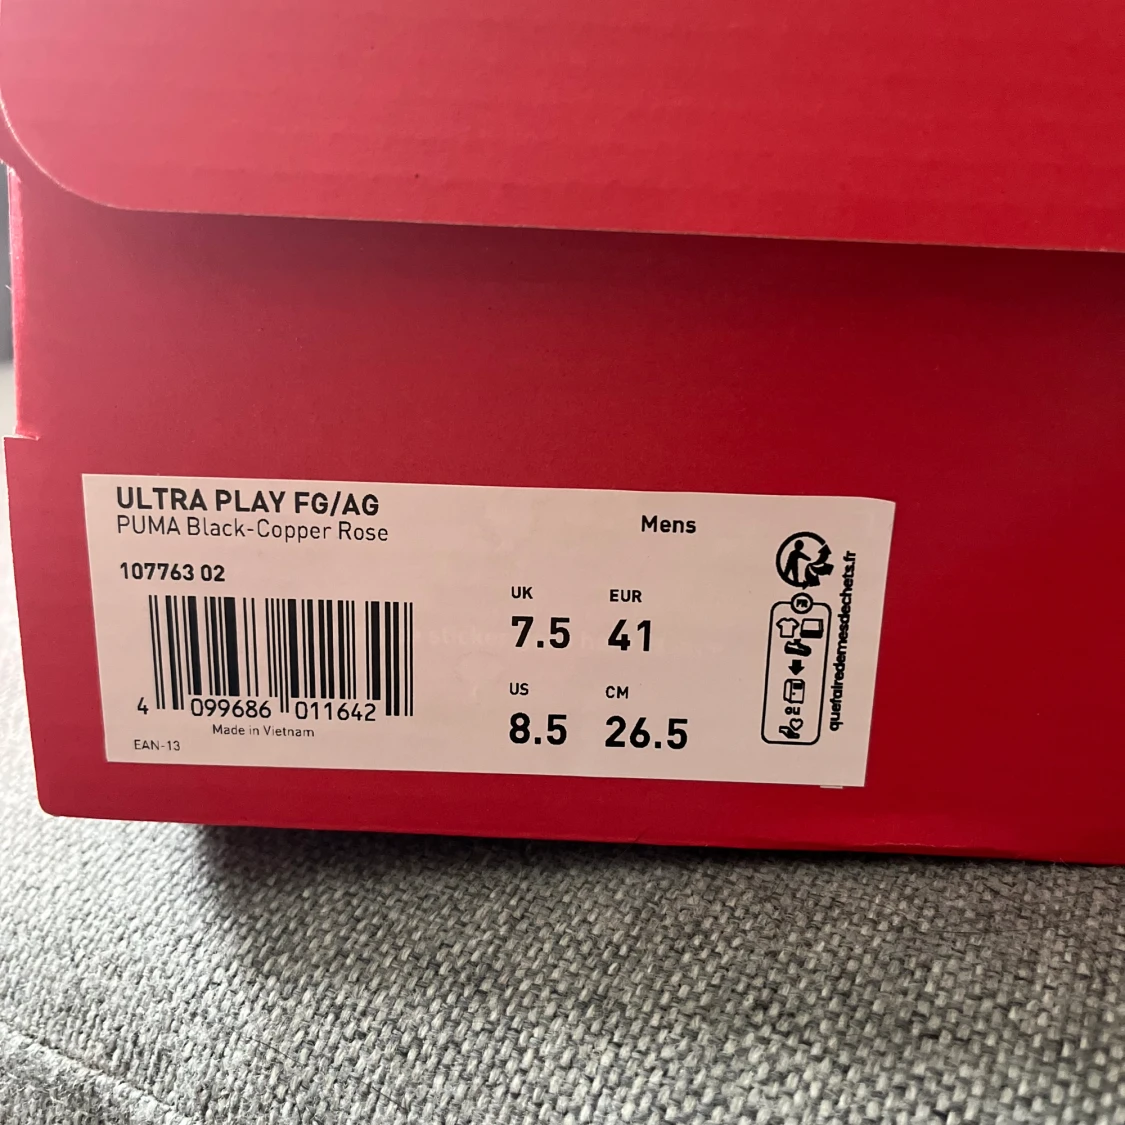 ULTRA PLAY FG/AG
PUMA Black-Copper Rose
Mens
107763 02
UK
EUR
7.5
41
US
CM
8.5
26.5
4 099686 011642
Made in Vietnam
EAN-13
FR
quefairedemesdechets.fr